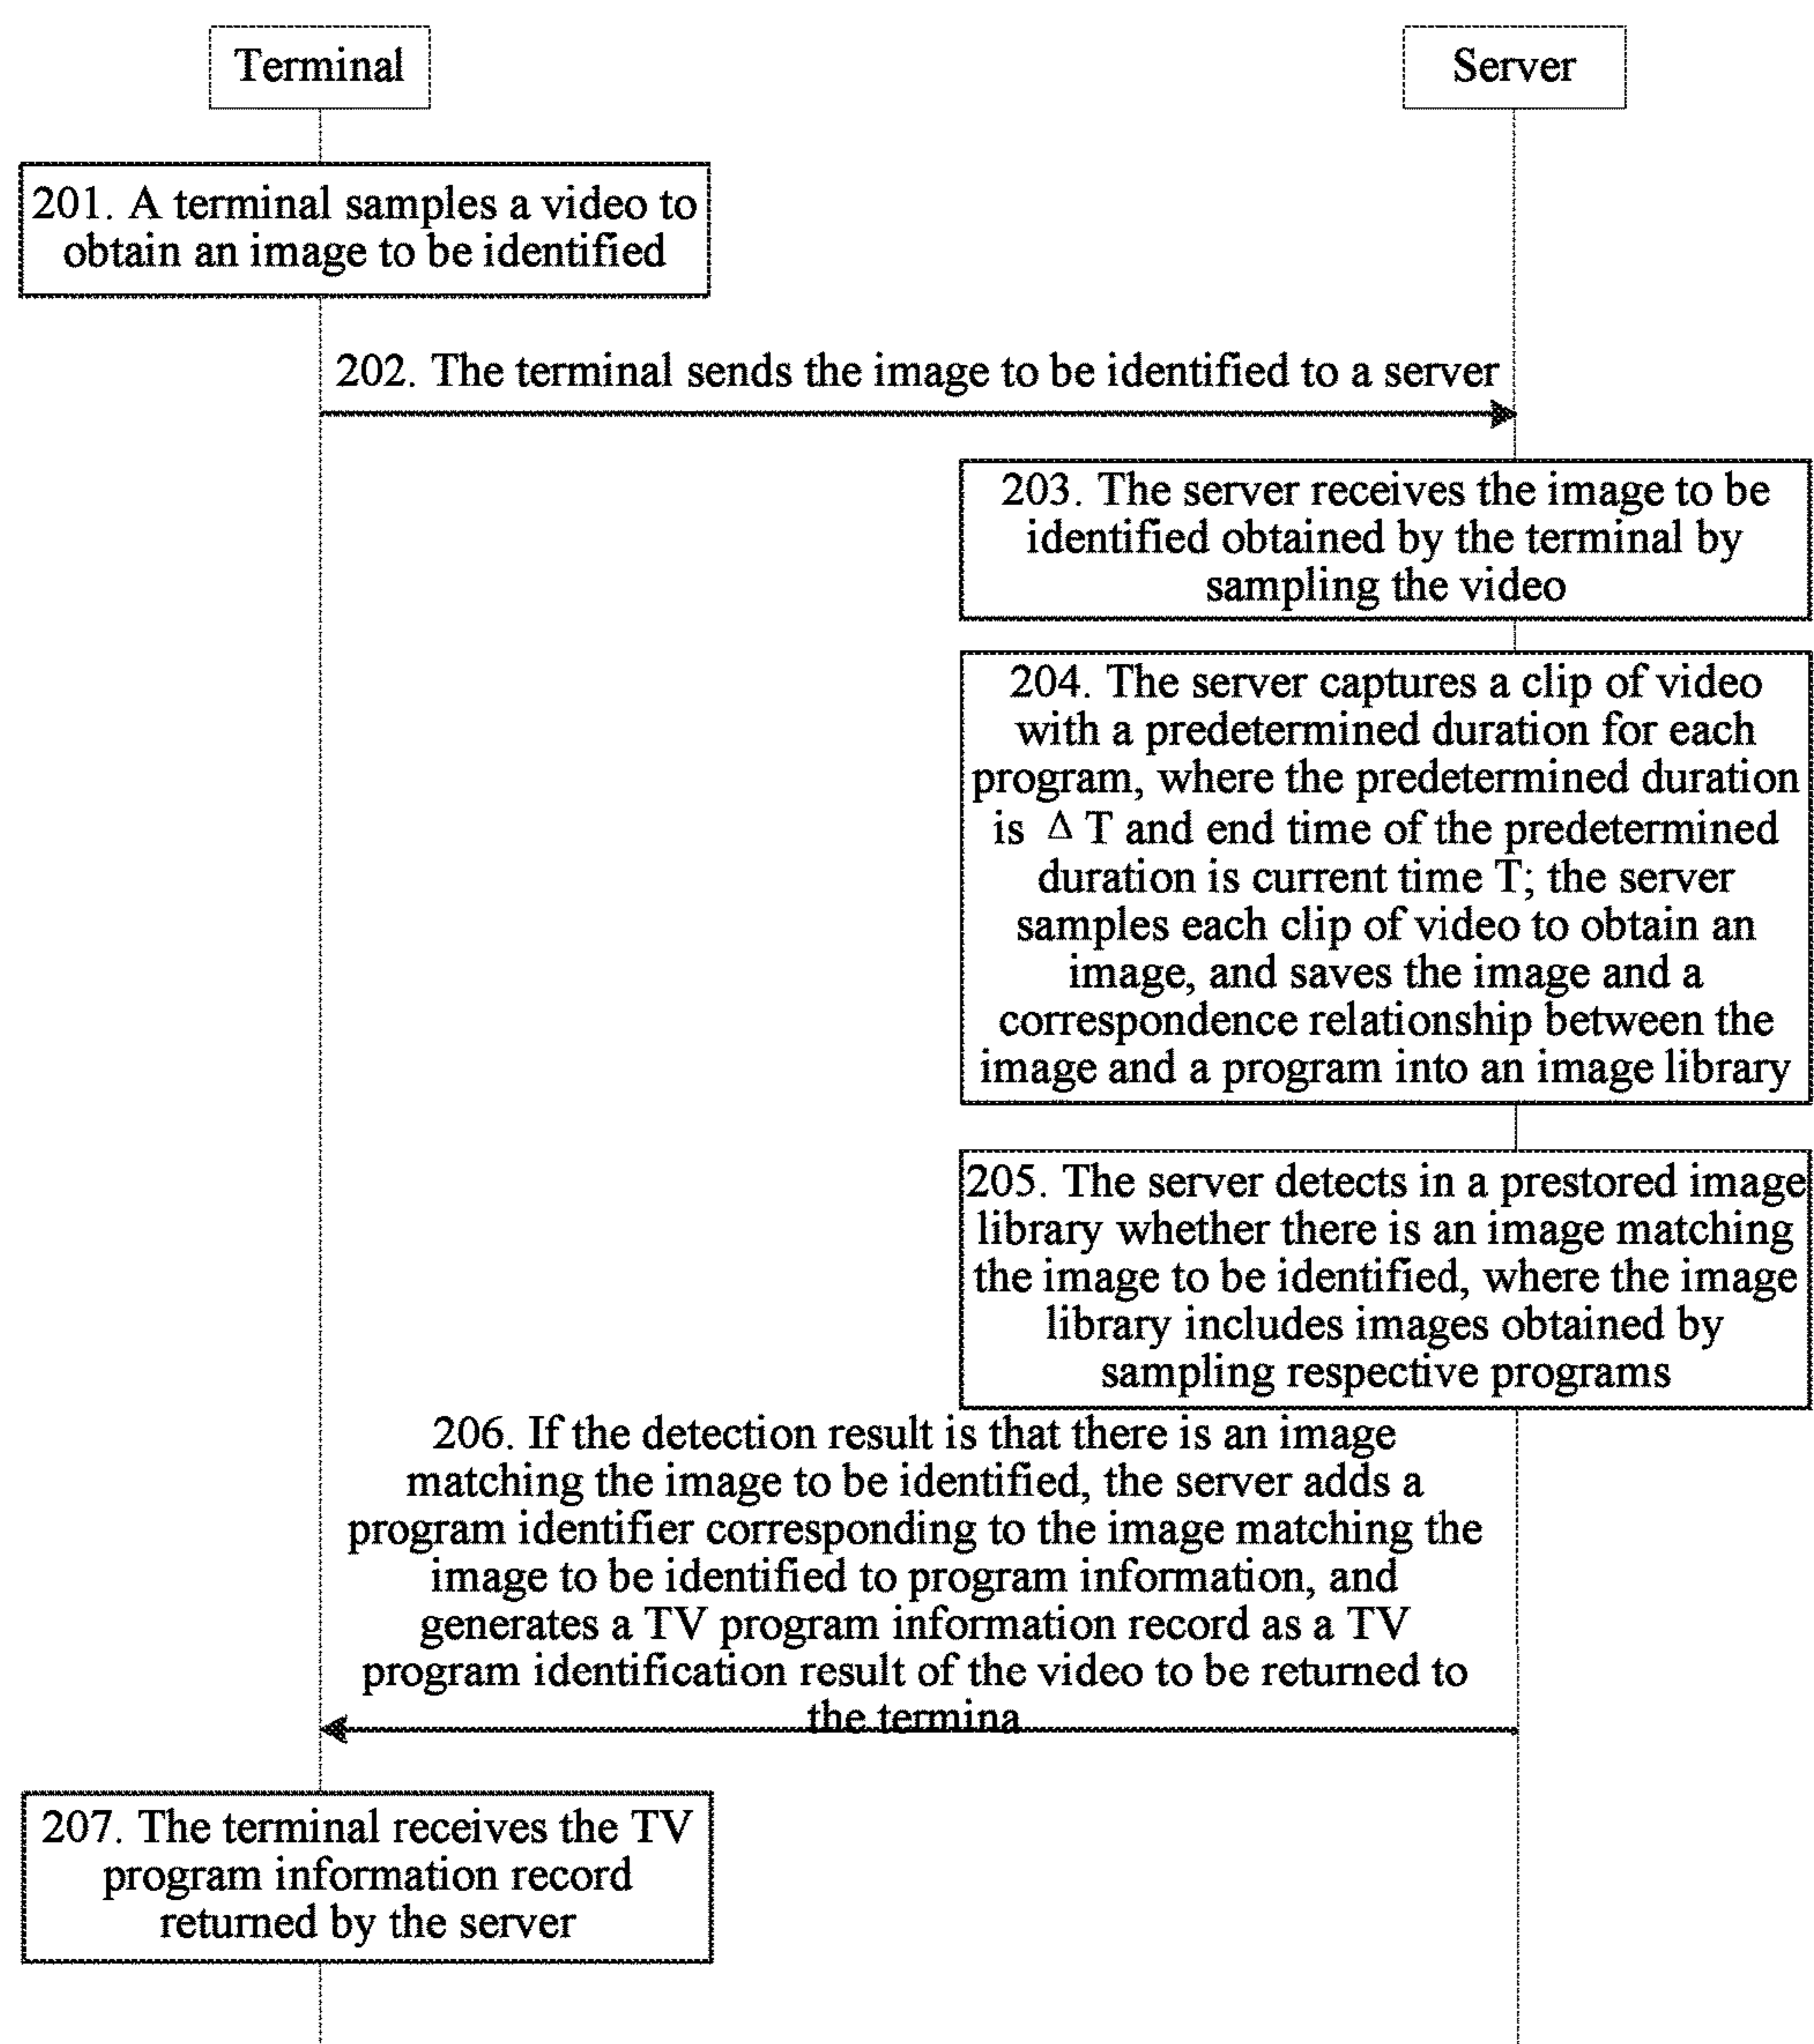 Terminal
Server
201. A terminal samples a video to
obtain an image to be identified
202. The terminal sends the image to be identified to a server
203. The server receives the image to be
identified obtained by the terminal by
sampling the video
204. The server captures a clip of video
with a predetermined duration for each
program, where the predetermined duration
is Δ T and end time of the predetermined
duration is current time T; the server
samples each clip of video to obtain an
image, and saves the image and a
correspondence relationship between the
image and a program into an image library
205. The server detects in a prestored image
library whether there is an image matching
the image to be identified, where the image
library includes images obtained by
sampling respective programs
206. If the detection result is that there is an image
matching the image to be identified, the server adds a
program identifier corresponding to the image matching the
image to be identified to program information, and
generates a TV program information record as a TV
program identification result of the video to be returned to
the termina
207. The terminal receives the TV
program information record
returned by the server